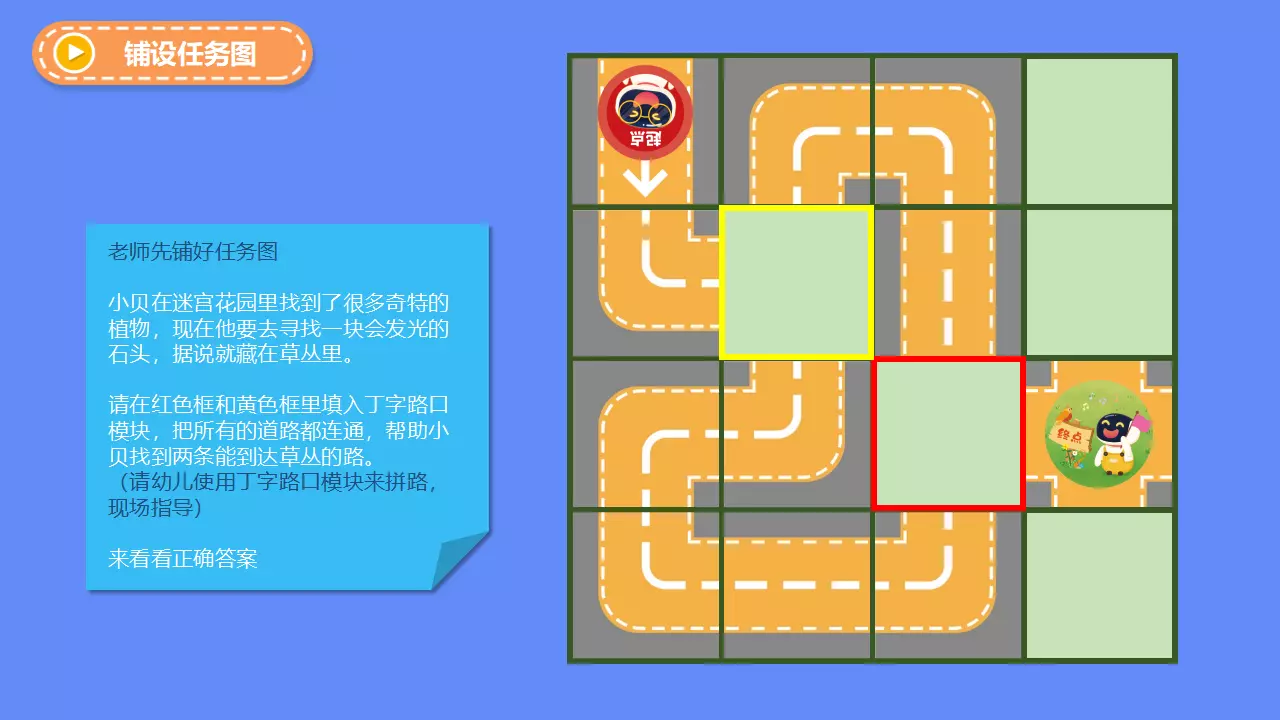 铺设任务图
老师先铺好任务图
小贝在迷宫花园里找到了很多奇特的
植物，现在他要去寻找一块会发光的
石头，据说就藏在草丛里。
请在红色框和黄色框里填入丁字路口
模块，把所有的道路都连通，帮助小
贝找到两条能到达草丛的路。
（请幼儿使用丁字路口模块来拼路，
现场指导）
来看看正确答案
起点
终点